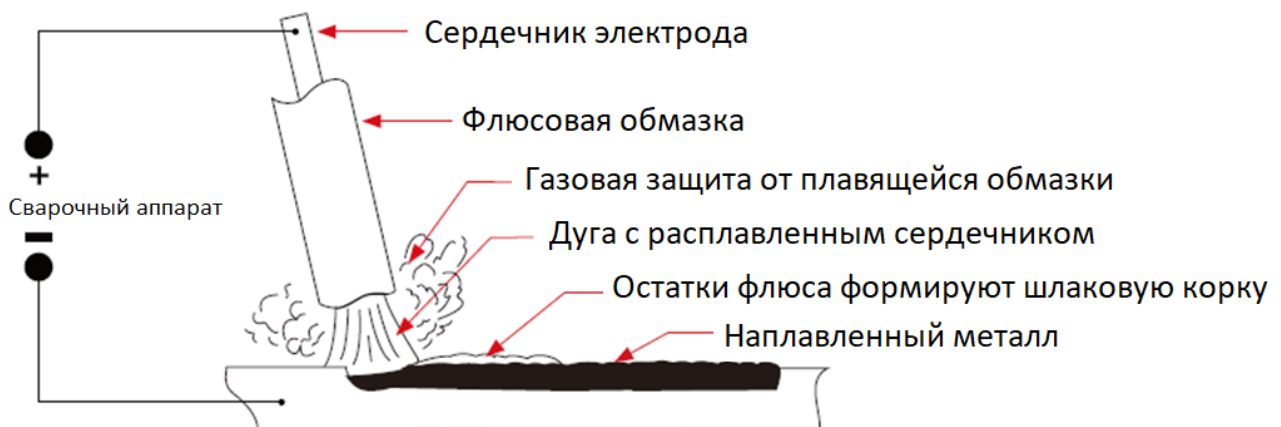 Сердечник электрода
Флюсовая обмазка
Газовая защита от плавящейся обмазки
+
Сварочный аппарат
−
Дуга с расплавленным сердечником
Остатки флюса формируют шлаковую корку
Наплавленный металл